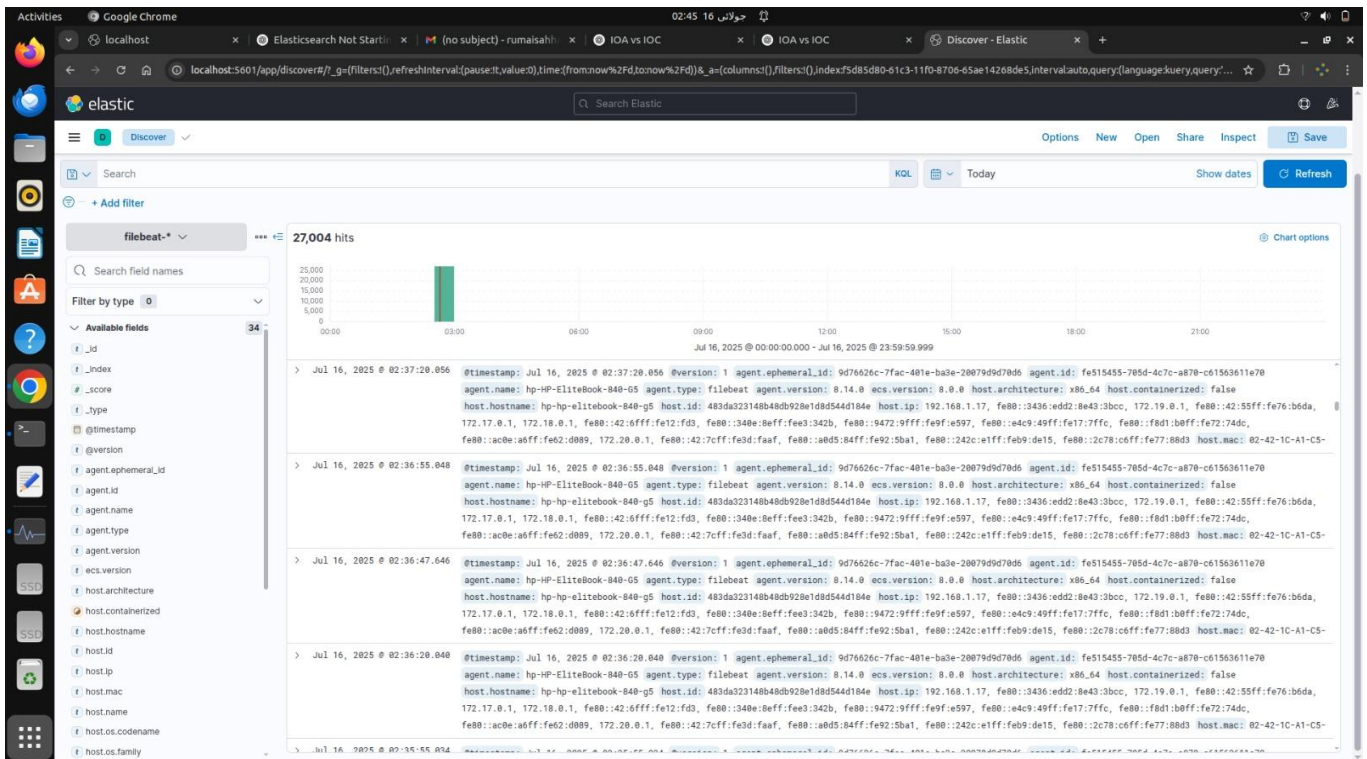 Activities Google Chrome 02:45 16 جولائی
localhost
Elasticsearch Not Startin
(no subject) - rumaisahh
IOA vs IOC
IOA vs IOC
Discover - Elastic
localhost:5601/app/discover#/?_g=(filters:!(),refreshInterval:(pause:!t,value:0),time:(from:now%2Fd,to:now%2Fd))&_a=(columns:!(),filters:!(),index:f5d85d80-61c3-11f0-8706-65ae14268de5,interval:auto,query:(language:kuery,query:'...
elastic
Search Elastic
D Discover
Options New Open Share Inspect Save
Search KQL Today Show dates Refresh
+ Add filter
filebeat-*
27,004 hits
Chart options
Search field names
Filter by type 0
Available fields 34
t _id
t _index
# _score
t _type
@timestamp
t @version
t agent.ephemeral_id
t agent.id
t agent.name
t agent.type
t agent.version
t ecs.version
t host.architecture
host.containerized
t host.hostname
t host.id
t host.ip
t host.mac
t host.name
t host.os.codename
t host.os.family
25,000
20,000
15,000
10,000
5,000
0
00:00 03:00 06:00 09:00 12:00 15:00 18:00 21:00
Jul 16, 2025 @ 00:00:00.000 - Jul 16, 2025 @ 23:59:59.999
Jul 16, 2025 @ 02:37:20.056 @timestamp: Jul 16, 2025 @ 02:37:20.056 @version: 1 agent.ephemeral_id: 9d76626c-7fac-401e-ba3e-20079d9d70d6 agent.id: fe515455-705d-4c7c-a870-c61563611e70
agent.name: hp-HP-EliteBook-840-G5 agent.type: filebeat agent.version: 8.14.0 ecs.version: 8.0.0 host.architecture: x86_64 host.containerized: false
host.hostname: hp-hp-elitebook-840-g5 host.id: 483da323148b48db928e1d8d544d184e host.ip: 192.168.1.17, fe80::3436:edd2:8e43:3bcc, 172.19.0.1, fe80::42:55ff:fe76:b6da,
172.17.0.1, 172.18.0.1, fe80::42:6fff:fe12:fd3, fe80::340e:8eff:fee3:342b, fe80::9472:9fff:fe9f:e597, fe80::e4c9:49ff:fe17:7ffc, fe80::f8d1:b0ff:fe72:74dc,
fe80::ac0e:a6ff:fe62:d089, 172.20.0.1, fe80::42:7cff:fe3d:faaf, fe80::a0d5:84ff:fe92:5ba1, fe80::242c:e1ff:feb9:de15, fe80::2c78:c6ff:fe77:88d3 host.mac: 02-42-1C-A1-C5-
Jul 16, 2025 @ 02:36:55.048 @timestamp: Jul 16, 2025 @ 02:36:55.048 @version: 1 agent.ephemeral_id: 9d76626c-7fac-401e-ba3e-20079d9d70d6 agent.id: fe515455-705d-4c7c-a870-c61563611e70
agent.name: hp-HP-EliteBook-840-G5 agent.type: filebeat agent.version: 8.14.0 ecs.version: 8.0.0 host.architecture: x86_64 host.containerized: false
host.hostname: hp-hp-elitebook-840-g5 host.id: 483da323148b48db928e1d8d544d184e host.ip: 192.168.1.17, fe80::3436:edd2:8e43:3bcc, 172.19.0.1, fe80::42:55ff:fe76:b6da,
172.17.0.1, 172.18.0.1, fe80::42:6fff:fe12:fd3, fe80::340e:8eff:fee3:342b, fe80::9472:9fff:fe9f:e597, fe80::e4c9:49ff:fe17:7ffc, fe80::f8d1:b0ff:fe72:74dc,
fe80::ac0e:a6ff:fe62:d089, 172.20.0.1, fe80::42:7cff:fe3d:faaf, fe80::a0d5:84ff:fe92:5ba1, fe80::242c:e1ff:feb9:de15, fe80::2c78:c6ff:fe77:88d3 host.mac: 02-42-1C-A1-C5-
Jul 16, 2025 @ 02:36:47.646 @timestamp: Jul 16, 2025 @ 02:36:47.646 @version: 1 agent.ephemeral_id: 9d76626c-7fac-401e-ba3e-20079d9d70d6 agent.id: fe515455-705d-4c7c-a870-c61563611e70
agent.name: hp-HP-EliteBook-840-G5 agent.type: filebeat agent.version: 8.14.0 ecs.version: 8.0.0 host.architecture: x86_64 host.containerized: false
host.hostname: hp-hp-elitebook-840-g5 host.id: 483da323148b48db928e1d8d544d184e host.ip: 192.168.1.17, fe80::3436:edd2:8e43:3bcc, 172.19.0.1, fe80::42:55ff:fe76:b6da,
172.17.0.1, 172.18.0.1, fe80::42:6fff:fe12:fd3, fe80::340e:8eff:fee3:342b, fe80::9472:9fff:fe9f:e597, fe80::e4c9:49ff:fe17:7ffc, fe80::f8d1:b0ff:fe72:74dc,
fe80::ac0e:a6ff:fe62:d089, 172.20.0.1, fe80::42:7cff:fe3d:faaf, fe80::a0d5:84ff:fe92:5ba1, fe80::242c:e1ff:feb9:de15, fe80::2c78:c6ff:fe77:88d3 host.mac: 02-42-1C-A1-C5-
Jul 16, 2025 @ 02:36:20.040 @timestamp: Jul 16, 2025 @ 02:36:20.040 @version: 1 agent.ephemeral_id: 9d76626c-7fac-401e-ba3e-20079d9d70d6 agent.id: fe515455-705d-4c7c-a870-c61563611e70
agent.name: hp-HP-EliteBook-840-G5 agent.type: filebeat agent.version: 8.14.0 ecs.version: 8.0.0 host.architecture: x86_64 host.containerized: false
host.hostname: hp-hp-elitebook-840-g5 host.id: 483da323148b48db928e1d8d544d184e host.ip: 192.168.1.17, fe80::3436:edd2:8e43:3bcc, 172.19.0.1, fe80::42:55ff:fe76:b6da,
172.17.0.1, 172.18.0.1, fe80::42:6fff:fe12:fd3, fe80::340e:8eff:fee3:342b, fe80::9472:9fff:fe9f:e597, fe80::e4c9:49ff:fe17:7ffc, fe80::f8d1:b0ff:fe72:74dc,
fe80::ac0e:a6ff:fe62:d089, 172.20.0.1, fe80::42:7cff:fe3d:faaf, fe80::a0d5:84ff:fe92:5ba1, fe80::242c:e1ff:feb9:de15, fe80::2c78:c6ff:fe77:88d3 host.mac: 02-42-1C-A1-C5-
Jul 16, 2025 @ 02:35:55.034